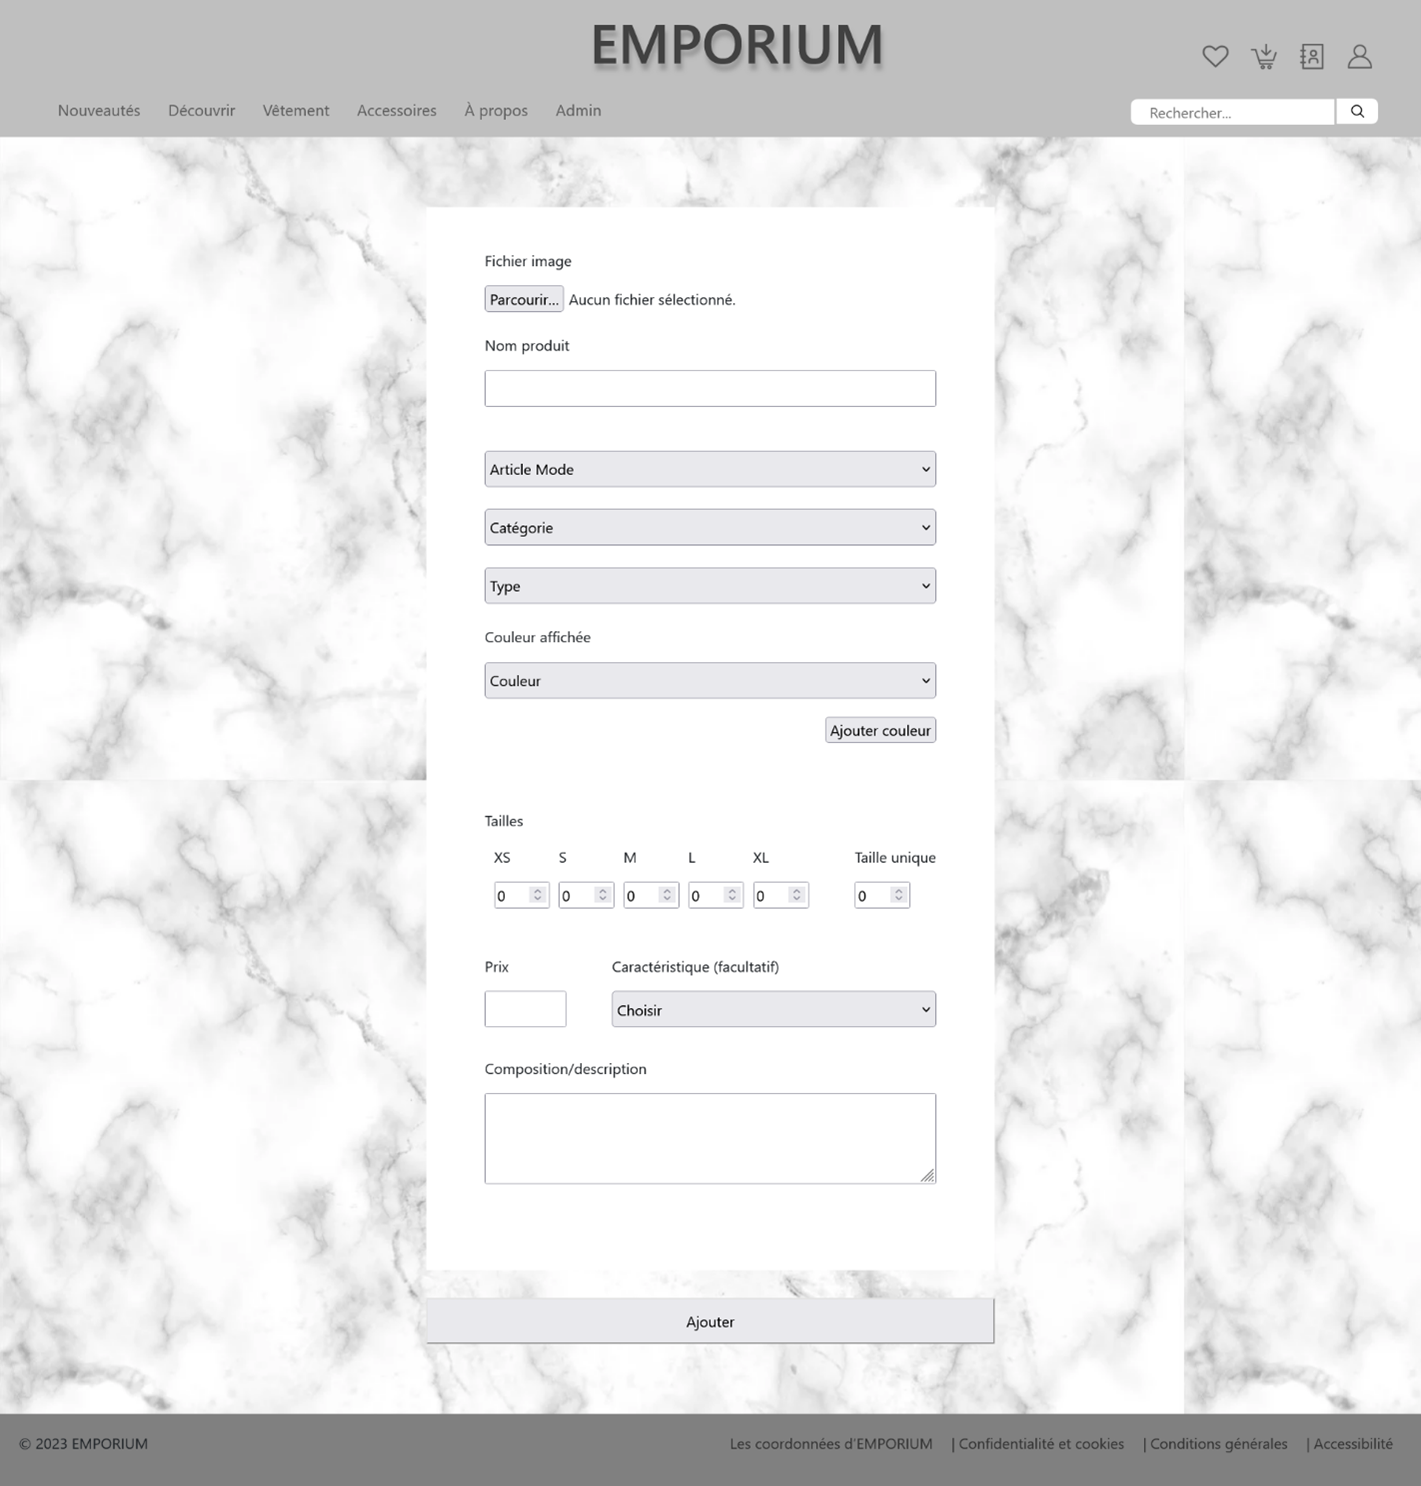 EMPORIUM
Nouveautés Découvrir Vêtement Accessoires À propos Admin
Rechercher...
Fichier image
Parcourir... Aucun fichier sélectionné.
Nom produit
Article Mode
Catégorie
Type
Couleur affichée
Couleur
Ajouter couleur
Tailles
XS S M L XL Taille unique
0 0 0 0 0 0
Prix Caractéristique (facultatif)
Choisir
Composition/description
Ajouter
© 2023 EMPORIUM Les coordonnées d'EMPORIUM | Confidentialité et cookies | Conditions générales | Accessibilité